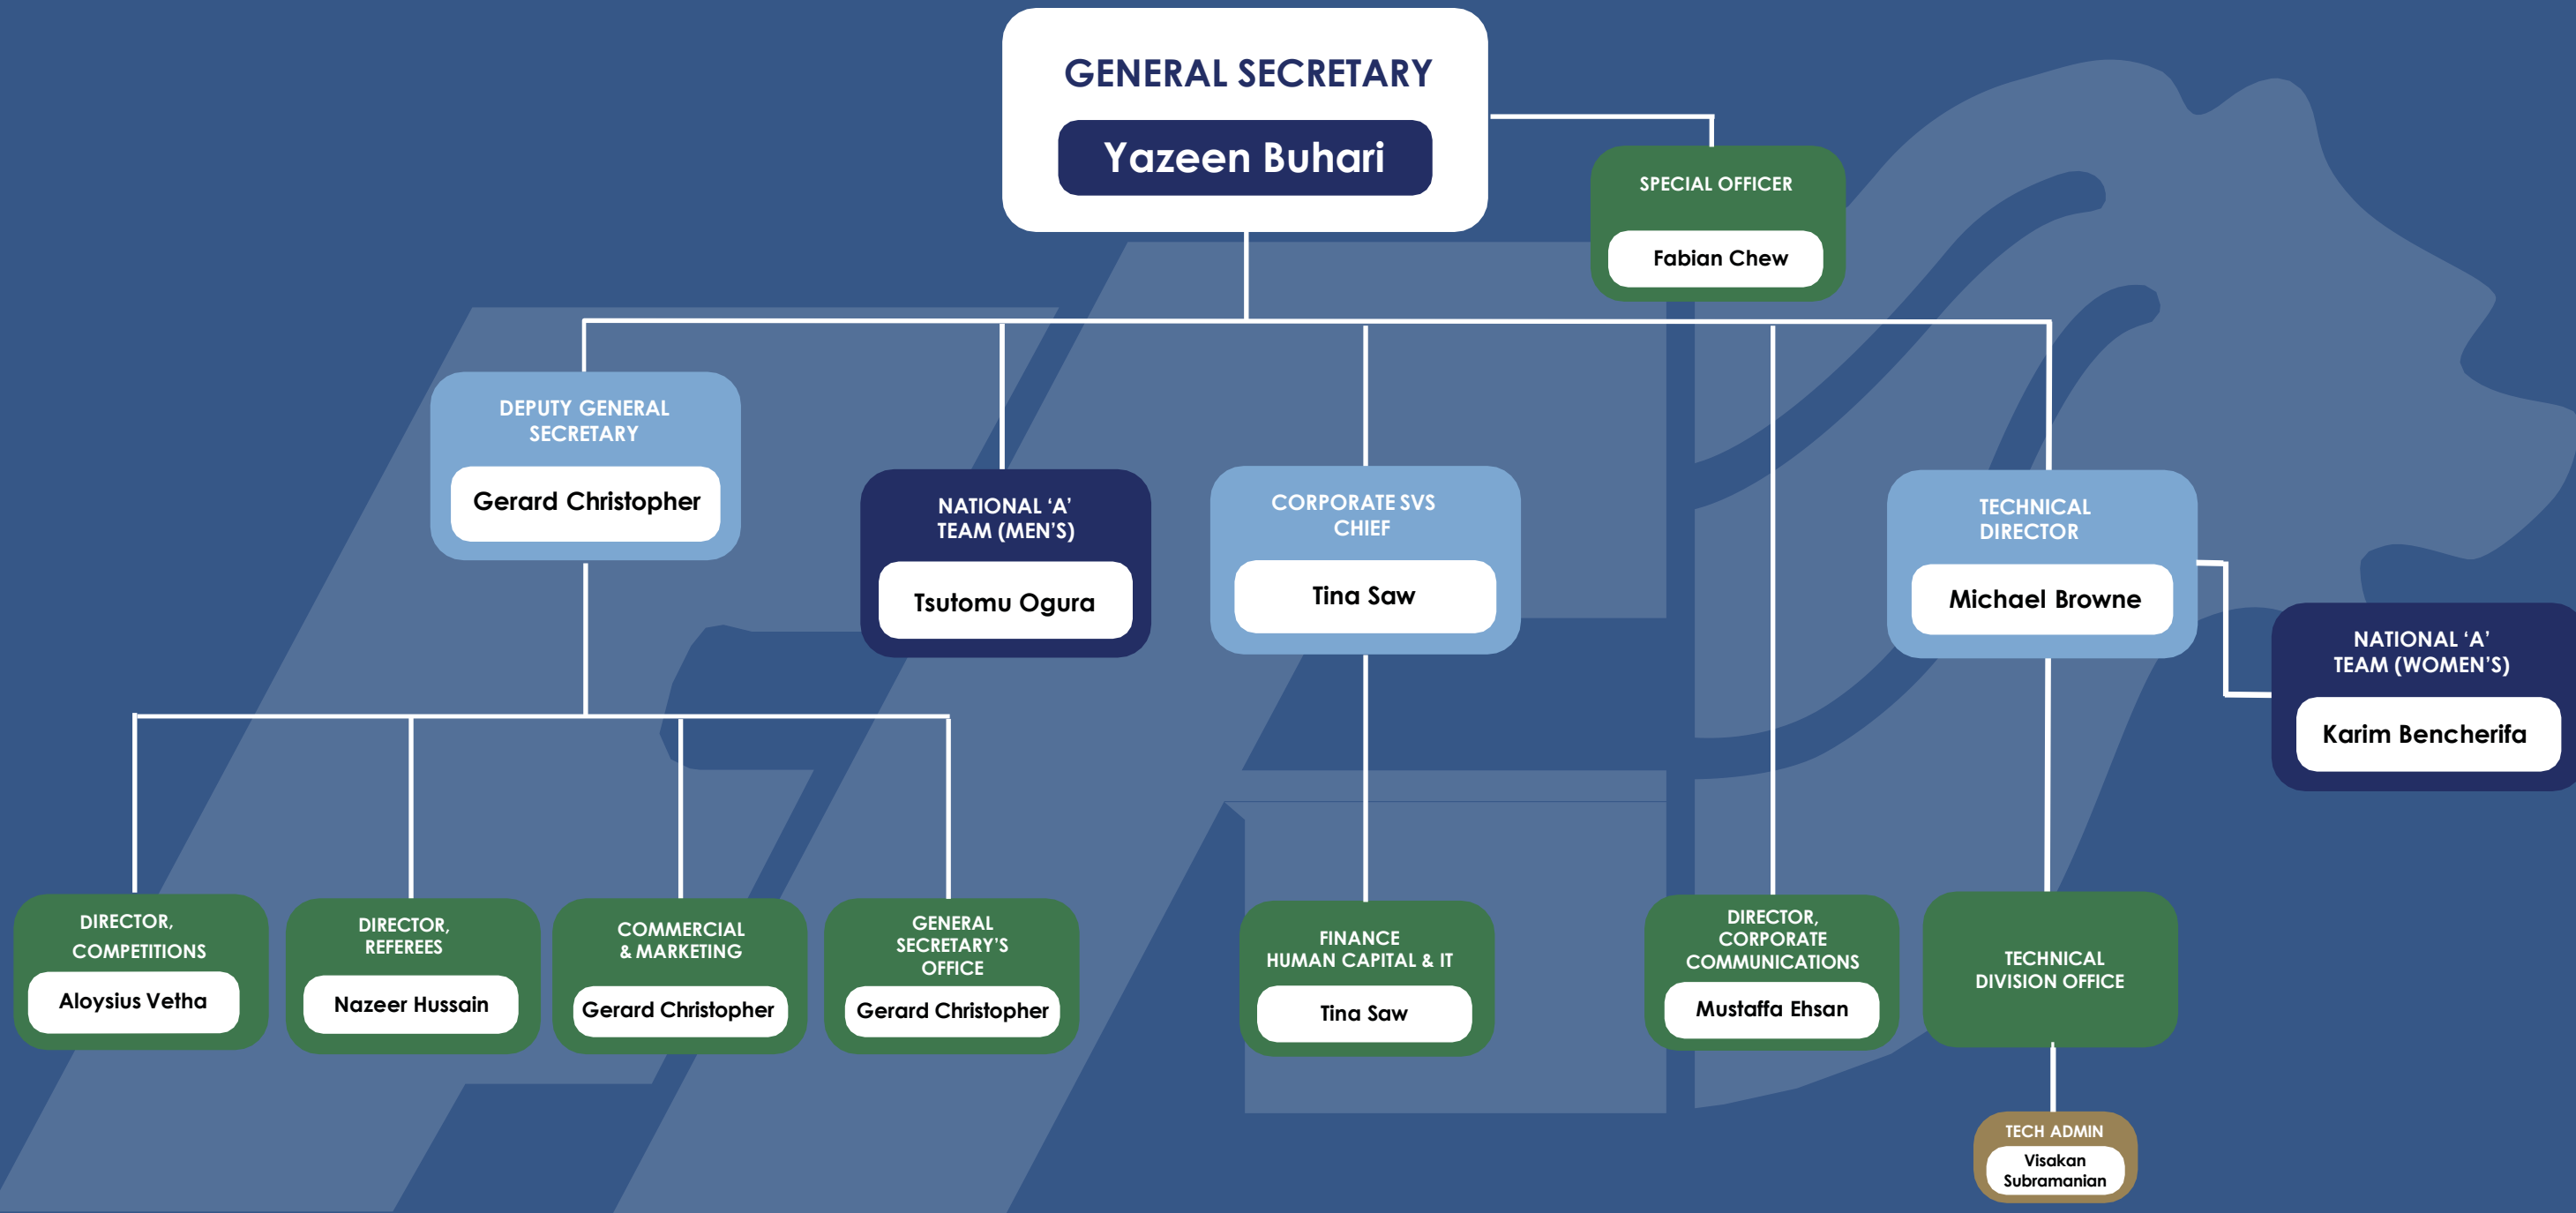 GENERAL SECRETARY
Yazeen Buhari
SPECIAL OFFICER
Fabian Chew
DEPUTY GENERAL
SECRETARY
Gerard Christopher
NATIONAL ‘A’
TEAM (MEN’S)
Tsutomu Ogura
CORPORATE SVS
CHIEF
Tina Saw
TECHNICAL
DIRECTOR
Michael Browne
NATIONAL ‘A’
TEAM (WOMEN’S)
Karim Bencherifa
DIRECTOR,
COMPETITIONS
Aloysius Vetha
DIRECTOR,
REFEREES
Nazeer Hussain
COMMERCIAL
& MARKETING
Gerard Christopher
GENERAL
SECRETARY’S
OFFICE
Gerard Christopher
FINANCE
HUMAN CAPITAL & IT
Tina Saw
DIRECTOR,
CORPORATE
COMMUNICATIONS
Mustaffa Ehsan
TECHNICAL
DIVISION OFFICE
TECH ADMIN
Visakan
Subramanian